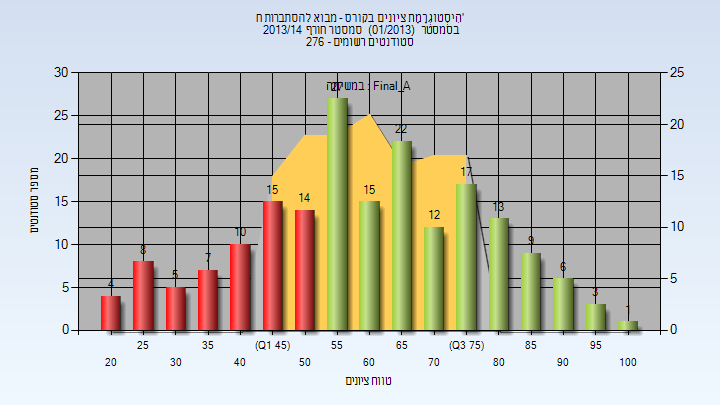 היסטוגרמת ציונים בקורס - מבוא להסתברות ח'
בסמסטר (01/2013) סמסטר חורף 2013/14
276 - סטודנטים רשומים
במשימה : Final_A
מספר סטודנטים
30 25 20 15 10 5 0
25 20 15 10 5 0
4 8 5 7 10 15 14 27 15 22 12 17 13 9 6 3 1
25 35 (Q1 45) 55 65 (Q3 75) 85 95
20 30 40 50 60 70 80 90 100
טווח ציונים